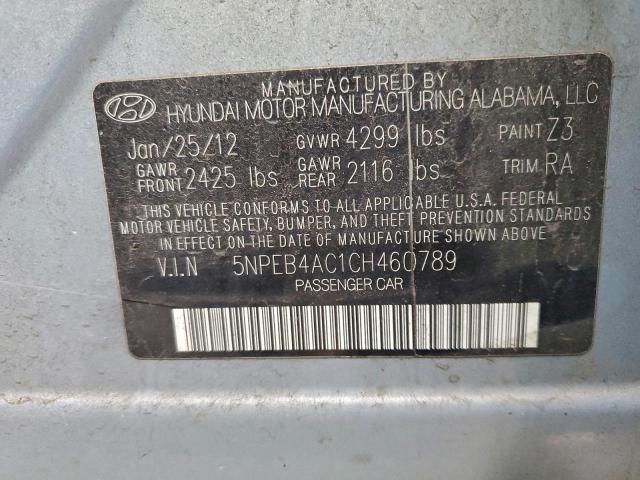 MANUFACTURED BY
HYUNDAI MOTOR MANUFACTURING ALABAMA, LLC
Jan/25/12 GVWR 4299 lbs PAINT Z3
GAWR FRONT 2425 lbs GAWR REAR 2116 lbs TRIM RA
THIS VEHICLE CONFORMS TO ALL APPLICABLE U.S.A. FEDERAL
MOTOR VEHICLE SAFETY, BUMPER, AND THEFT PREVENTION STANDARDS
IN EFFECT ON THE DATE OF MANUFACTURE SHOWN ABOVE.
V.I.N 5NPEB4AC1CH460789
PASSENGER CAR